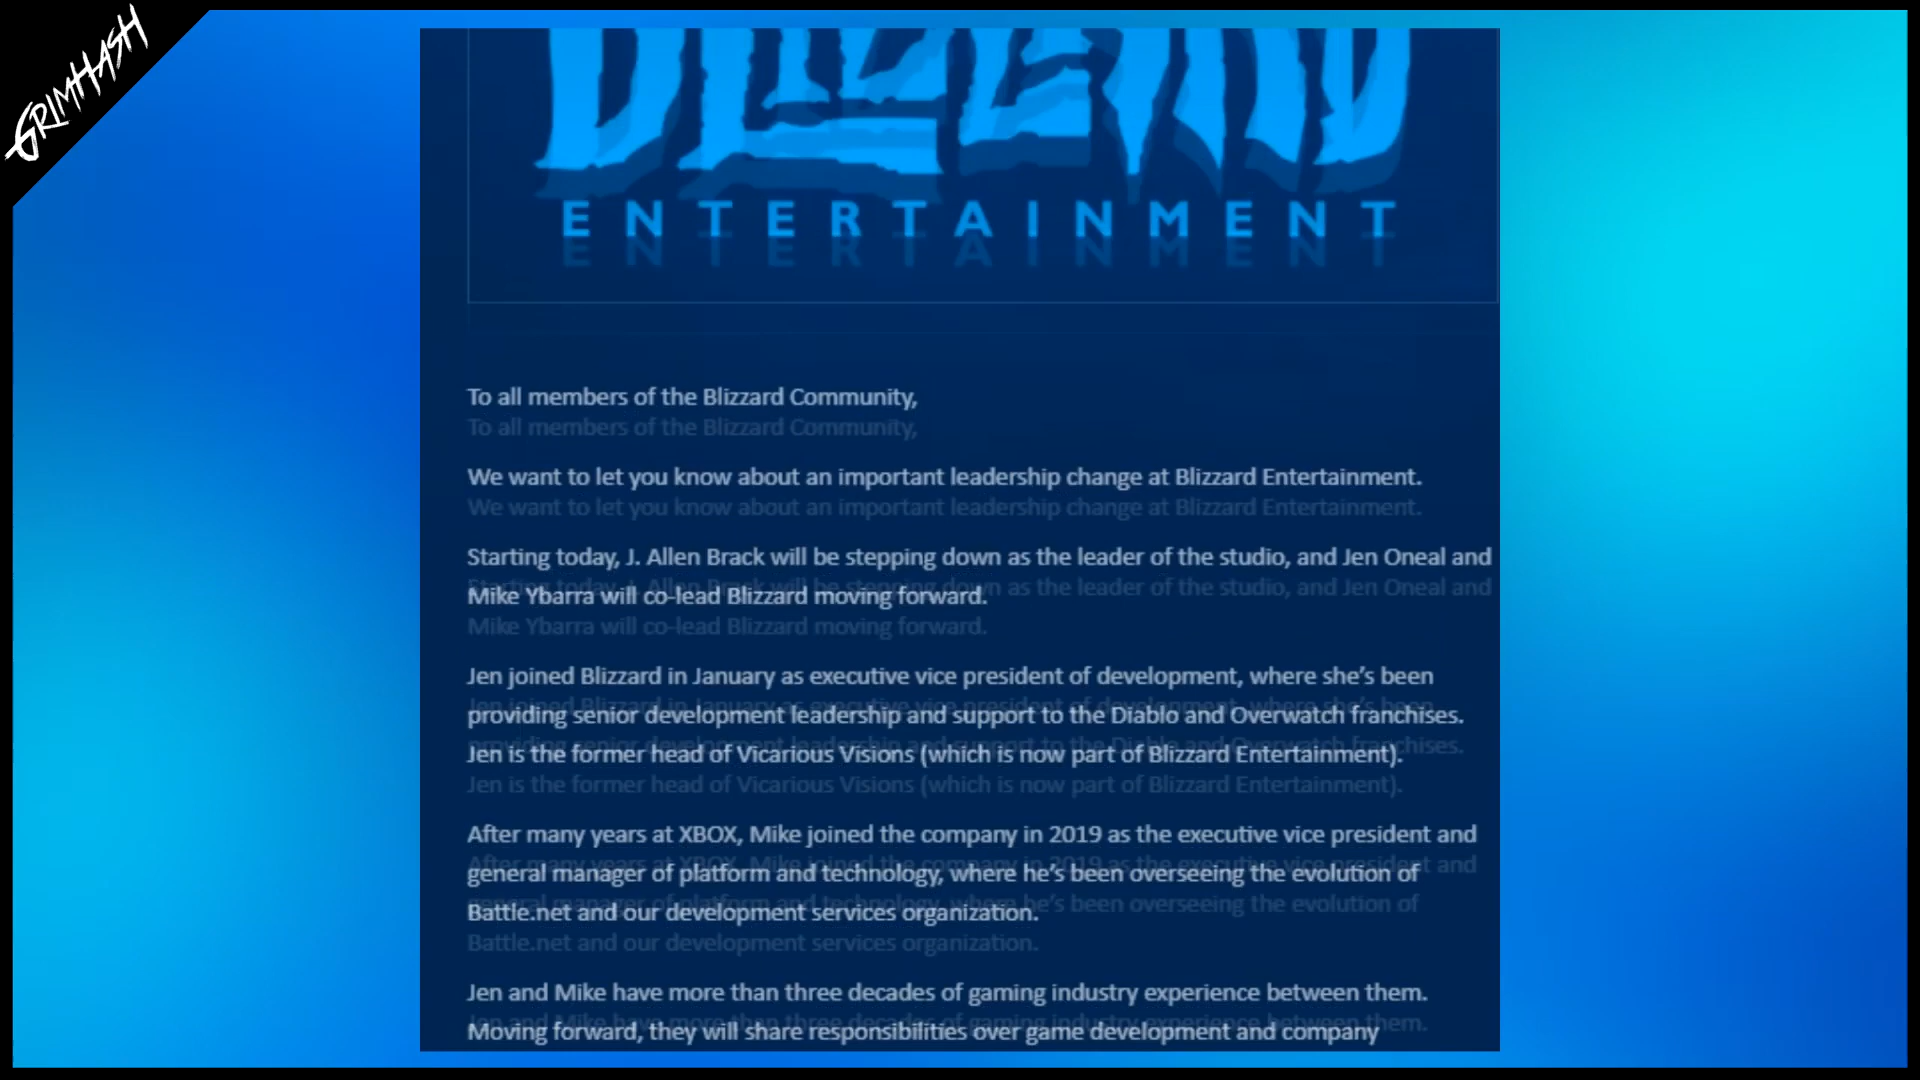 GRIMHASH
BLIZZARD
ENTERTAINMENT
To all members of the Blizzard Community,
We want to let you know about an important leadership change at Blizzard Entertainment.
Starting today, J. Allen Brack will be stepping down as the leader of the studio, and Jen Oneal and
Mike Ybarra will co-lead Blizzard moving forward.
Jen joined Blizzard in January as executive vice president of development, where she’s been
providing senior development leadership and support to the Diablo and Overwatch franchises.
Jen is the former head of Vicarious Visions (which is now part of Blizzard Entertainment).
After many years at XBOX, Mike joined the company in 2019 as the executive vice president and
general manager of platform and technology, where he’s been overseeing the evolution of
Battle.net and our development services organization.
Jen and Mike have more than three decades of gaming industry experience between them.
Moving forward, they will share responsibilities over game development and company